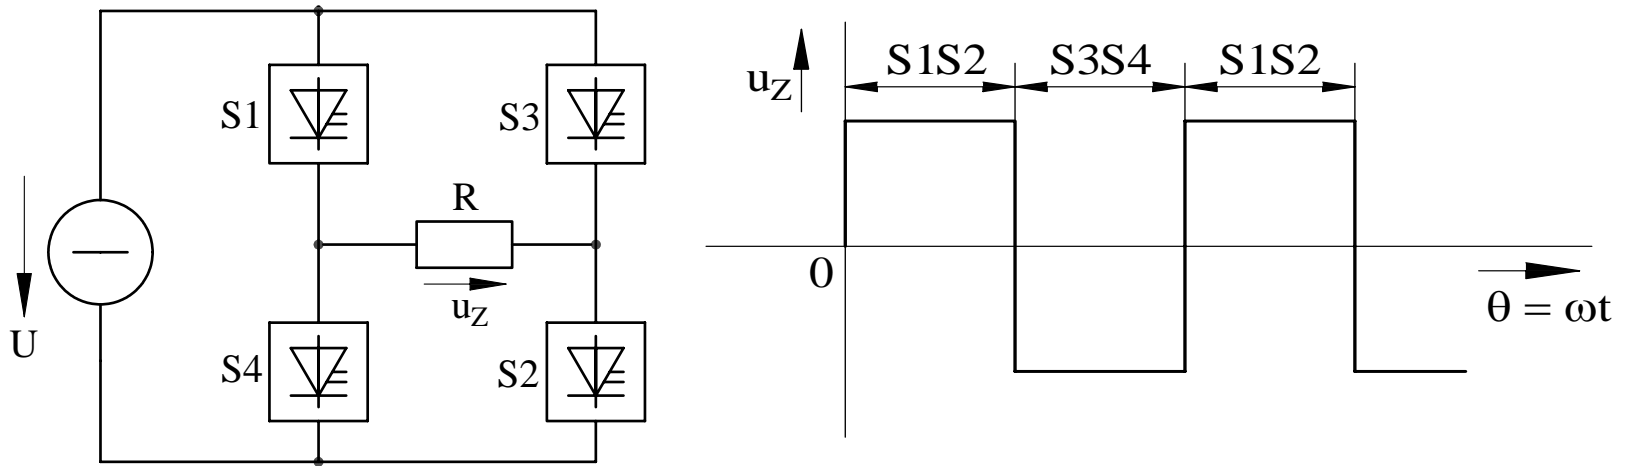 S1
S3
R
u_Z
U
S4
S2
u_Z
S1S2
S3S4
S1S2
0
θ = ωt